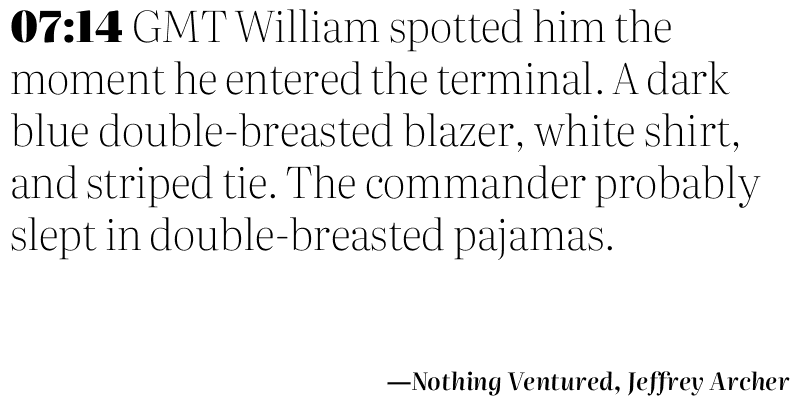 07:14 GMT William spotted him the
moment he entered the terminal. A dark
blue double-breasted blazer, white shirt,
and striped tie. The commander probably
slept in double-breasted pajamas.
—Nothing Ventured, Jeffrey Archer